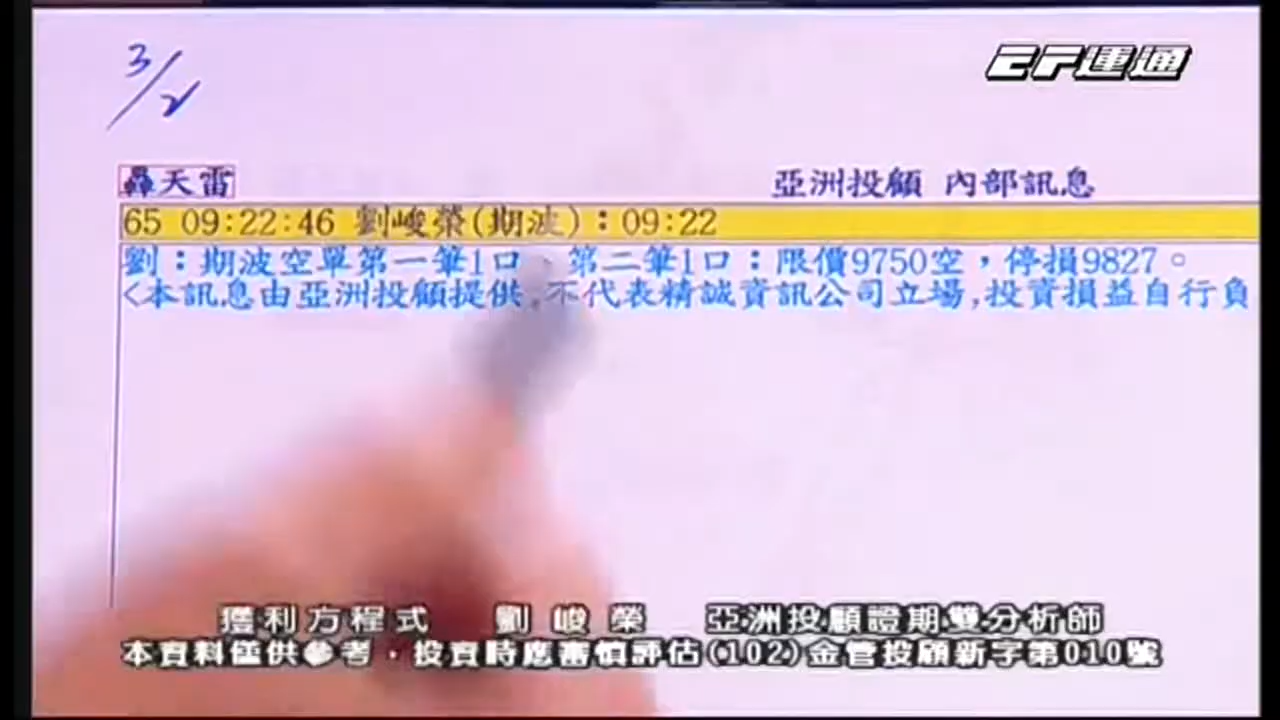 3/2
EF運通
轟天雷 亞洲投顧 內部訊息
65 09:22:46 劉峻榮(期波)：09:22
劉：期波空單第一筆1口、第二筆1口：限價9750空，停損9827。
<本訊息由亞洲投顧提供,不代表精誠資訊公司立場,投資損益自行負
獲利方程式 劉峻榮 亞洲投顧證期雙分析師
本資料僅供參考，投資時應審慎評估(102)金管投顧新字第010號